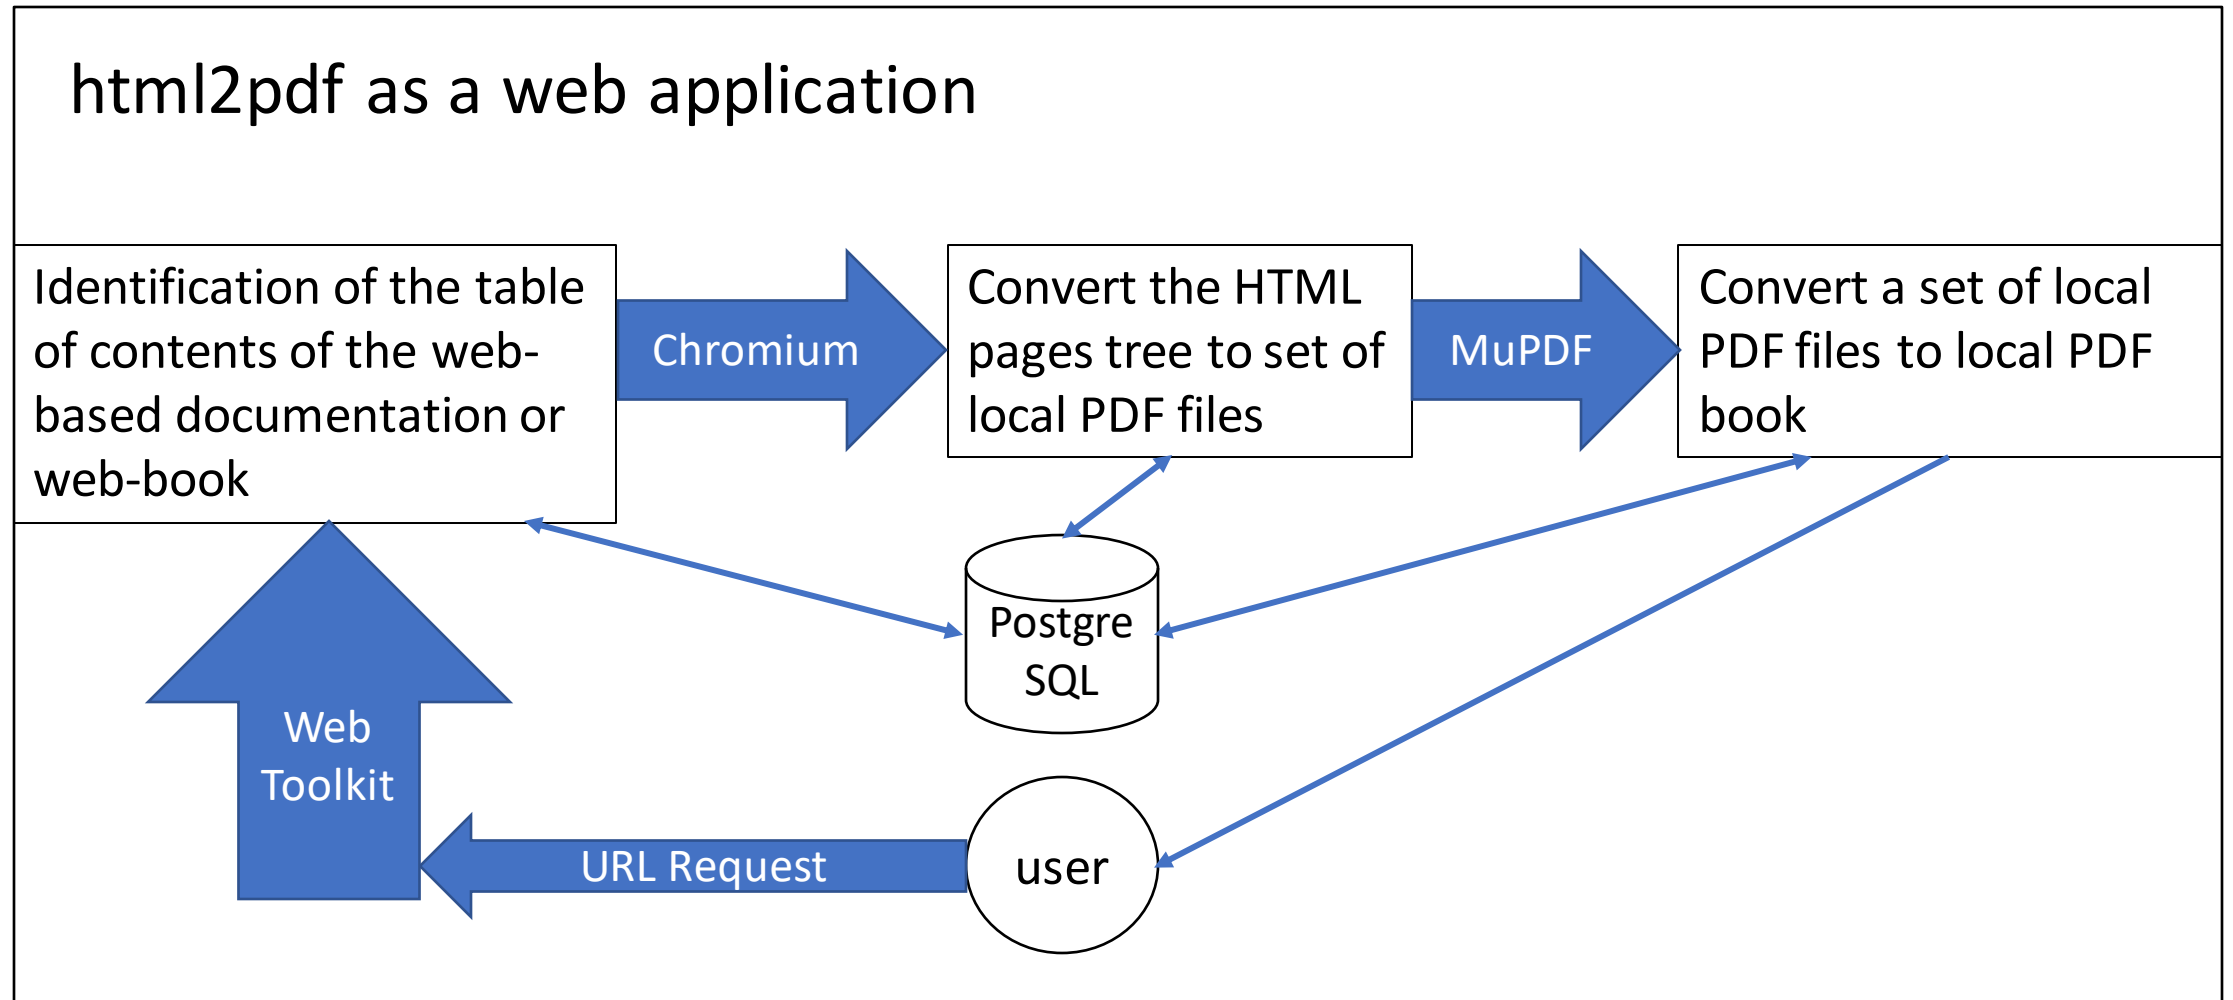 html2pdf as a web application
Identification of the table
of contents of the web-
based documentation or
web-book
Chromium
Convert the HTML
pages tree to set of
local PDF files
MuPDF
Convert a set of local
PDF files to local PDF
book
Postgre
SQL
Web
Toolkit
URL Request
user